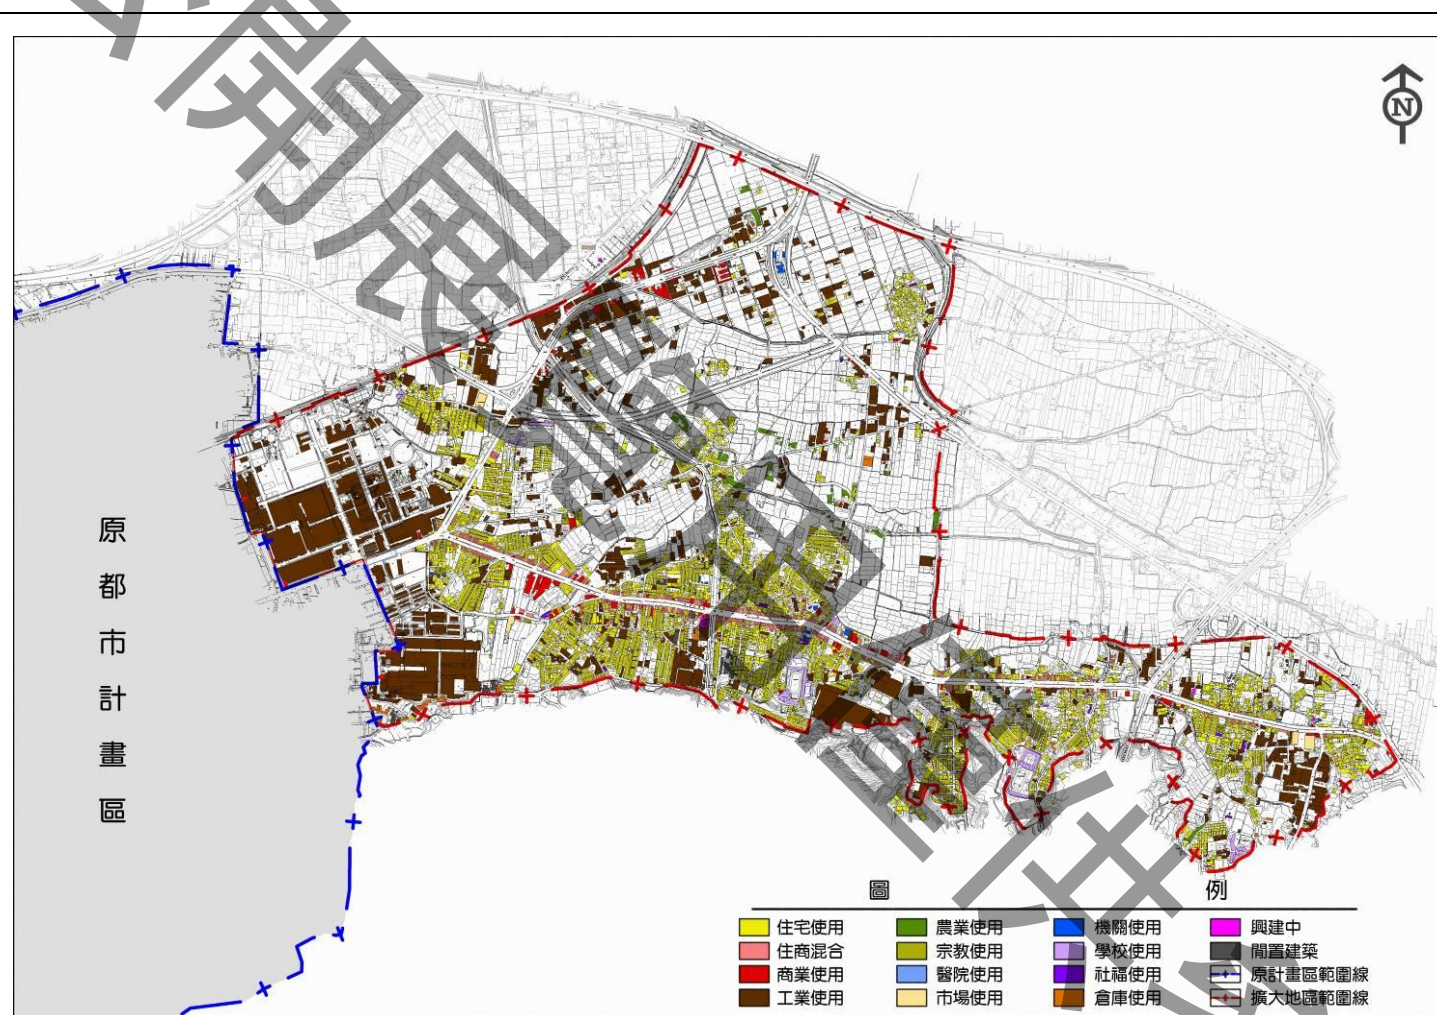 N
原都市計畫區
圖 例
住宅使用 農業使用 機關使用 興建中
住商混合 宗教使用 學校使用 閒置建築
商業使用 醫院使用 社福使用 原計畫區範圍線
工業使用 市場使用 倉庫使用 擴大地區範圍線